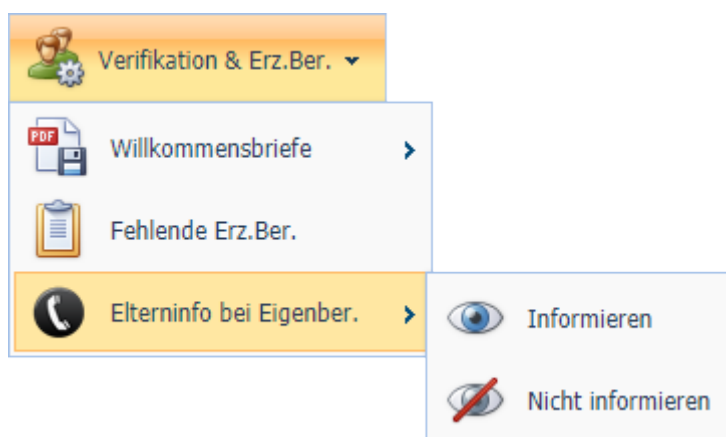 Verifikation & Erz.Ber.
PDF
Willkommensbriefe
Fehlende Erz.Ber.
Elterninfo bei Eigenber.
Informieren
Nicht informieren